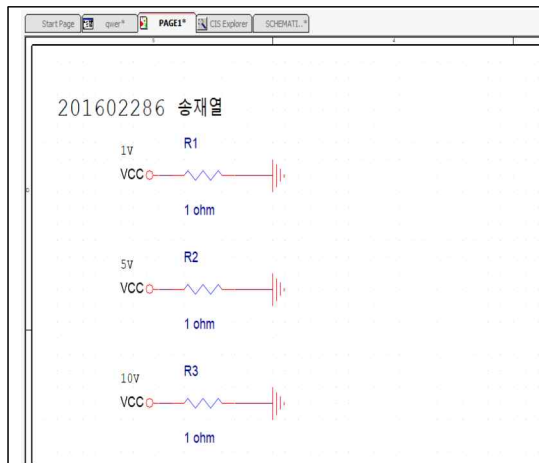 Start Page qwer* PAGE1* CIS Explorer SCHEMATI...*
201602286 송재열
R1
1V
VCC
1 ohm
R2
5V
VCC
1 ohm
R3
10V
VCC
1 ohm